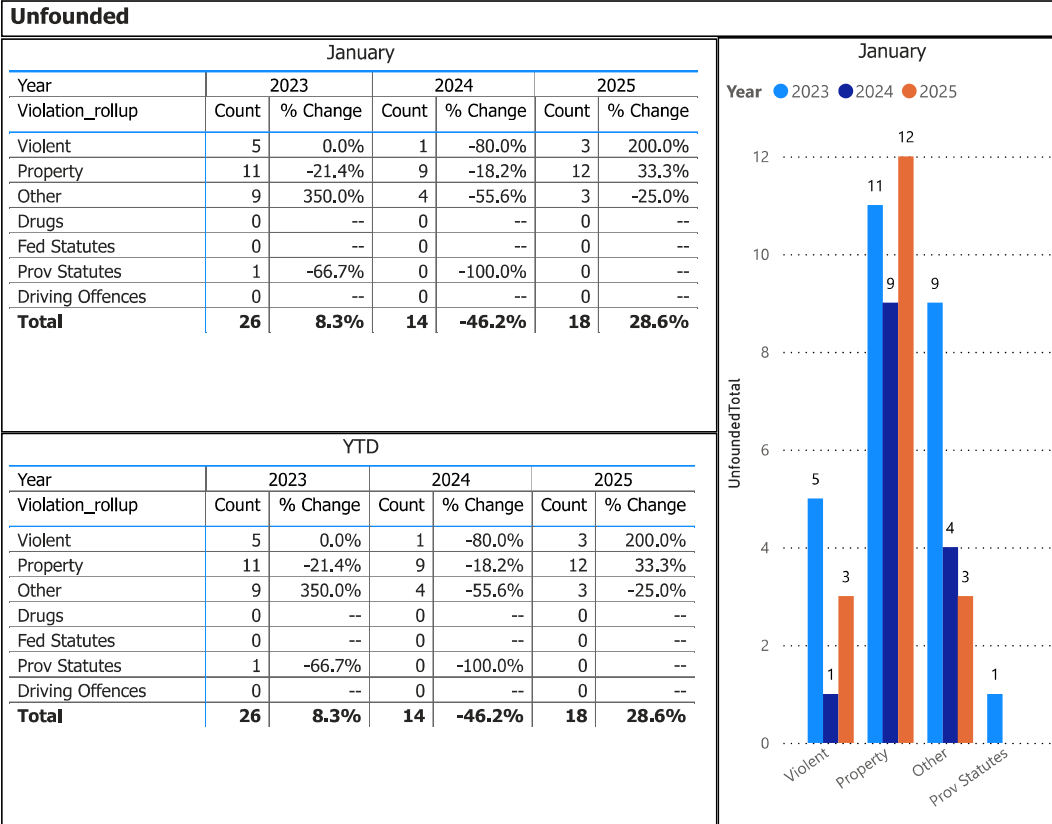 Unfounded
January
Year 2023 2024 2025
Violation_rollup Count % Change Count % Change Count % Change
Violent 5 0.0% 1 -80.0% 3 200.0%
Property 11 -21.4% 9 -18.2% 12 33.3%
Other 9 350.0% 4 -55.6% 3 -25.0%
Drugs 0 -- 0 -- 0 --
Fed Statutes 0 -- 0 -- 0 --
Prov Statutes 1 -66.7% 0 -100.0% 0 --
Driving Offences 0 -- 0 -- 0 --
Total 26 8.3% 14 -46.2% 18 28.6%
YTD
Year 2023 2024 2025
Violation_rollup Count % Change Count % Change Count % Change
Violent 5 0.0% 1 -80.0% 3 200.0%
Property 11 -21.4% 9 -18.2% 12 33.3%
Other 9 350.0% 4 -55.6% 3 -25.0%
Drugs 0 -- 0 -- 0 --
Fed Statutes 0 -- 0 -- 0 --
Prov Statutes 1 -66.7% 0 -100.0% 0 --
Driving Offences 0 -- 0 -- 0 --
Total 26 8.3% 14 -46.2% 18 28.6%
January
Year 2023 2024 2025
UnfoundedTotal
12
10
8
6
4
2
0
5
1
3
11
9
12
9
4
3
1
Violent
Property
Other
Prov Statutes